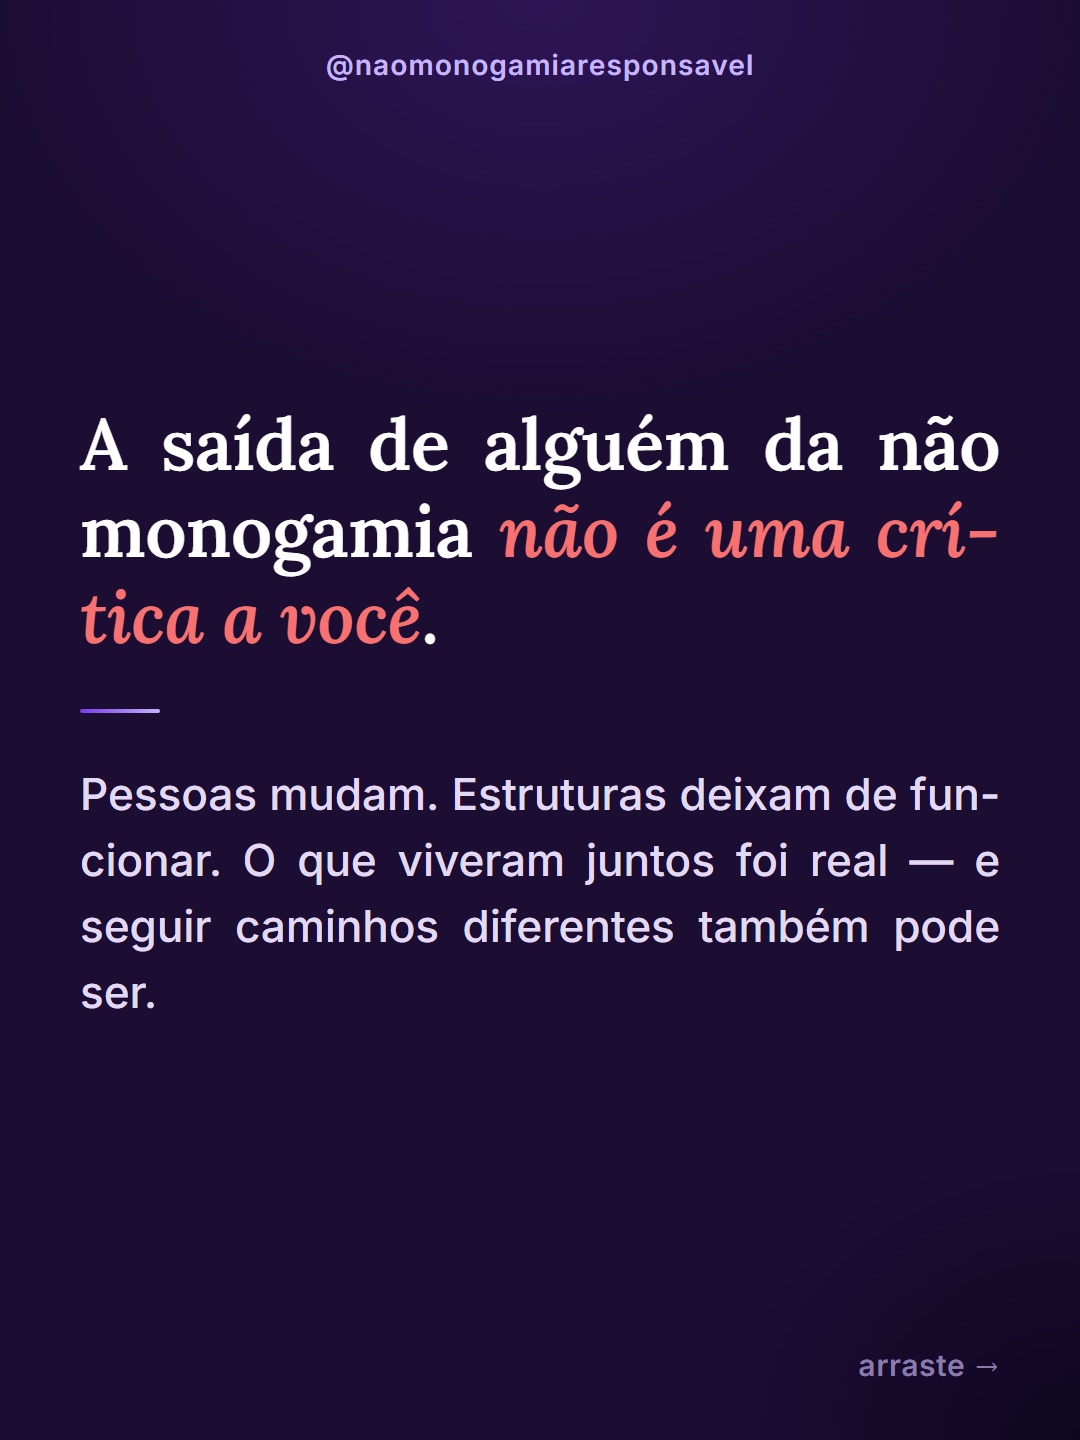 @naomonogamiaresponsavel
A saída de alguém da não
monogamia não é uma crí-
tica a você.
Pessoas mudam. Estruturas deixam de fun-
cionar. O que viveram juntos foi real — e
seguir caminhos diferentes também pode
ser.
arraste →